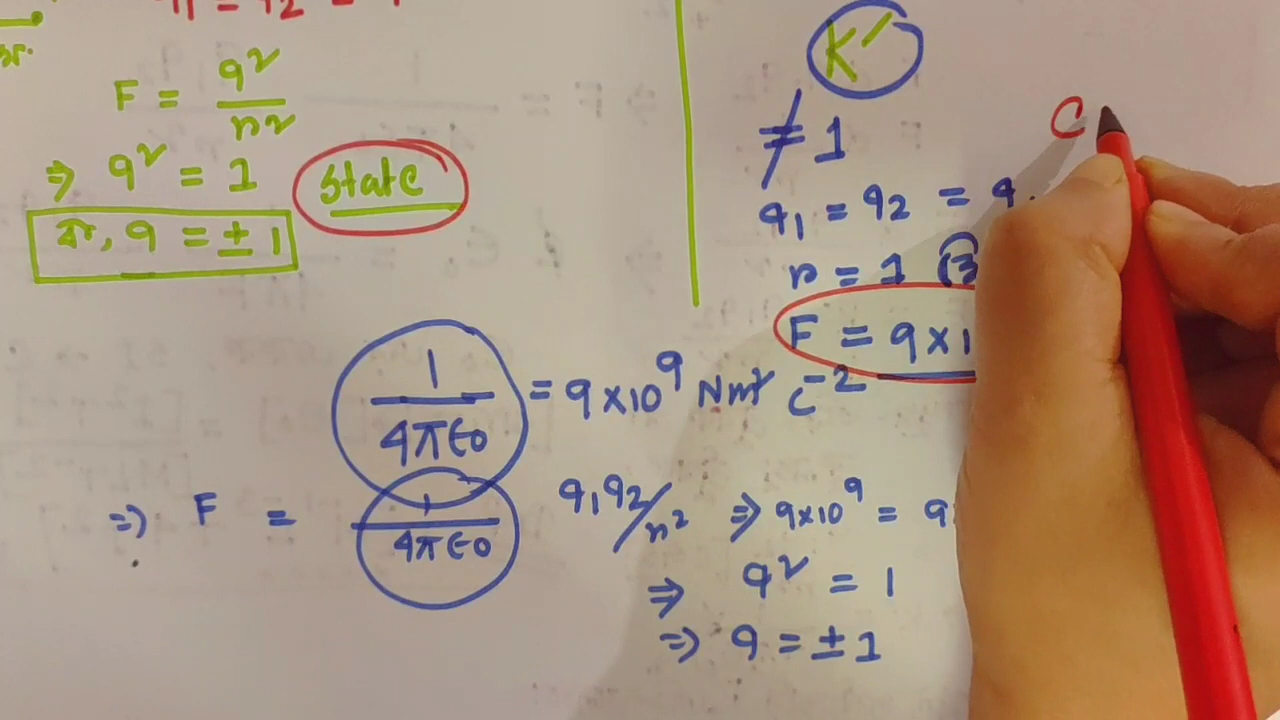 F = q²/r²
⇒ q² = 1
বা, q = ± 1
state
K′
≠ 1
q₁ = q₂ = q
r = 1
F = 9×1
1/4πϵ₀ = 9×10⁹ Nm² C⁻²
⇒ F = 1/4πϵ₀ q₁q₂/r² ⇒ 9×10⁹ = 9
⇒ q² = 1
⇒ q = ± 1
C